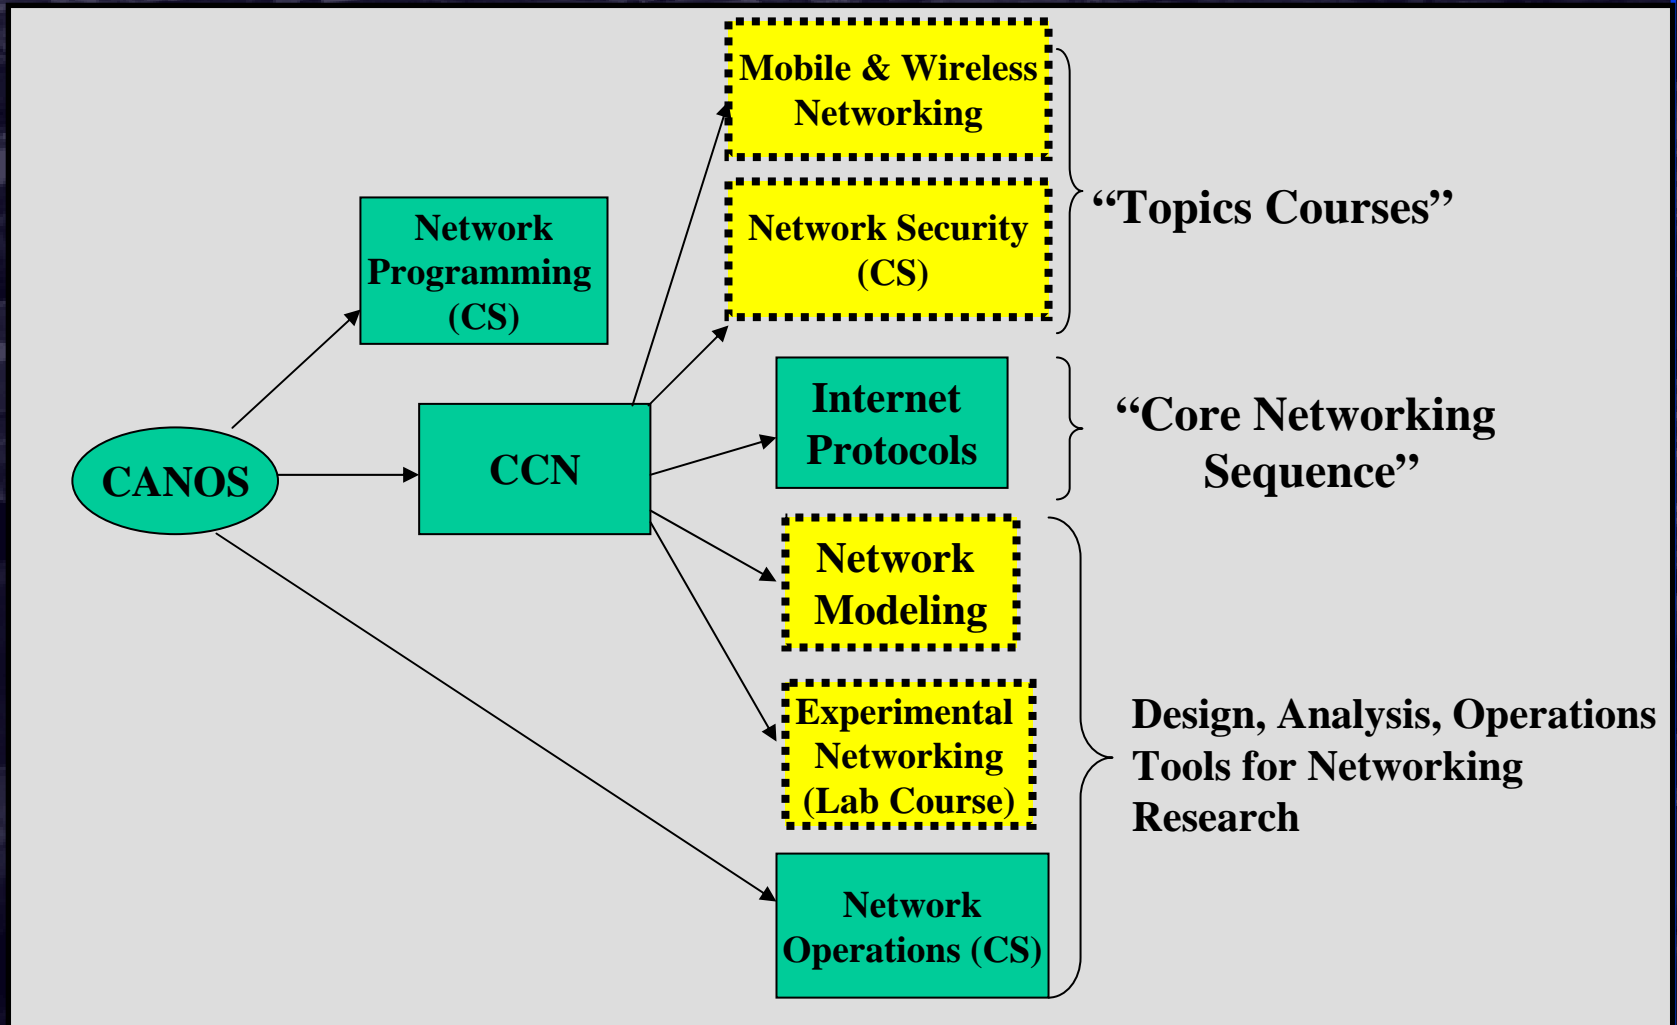 Mobile & Wireless
Networking
Network Security
(CS)
“Topics Courses”
Network
Programming
(CS)
Internet
Protocols
“Core Networking
Sequence”
CANOS
CCN
Network
Modeling
Experimental
Networking
(Lab Course)
Design, Analysis, Operations
Tools for Networking
Research
Network
Operations (CS)